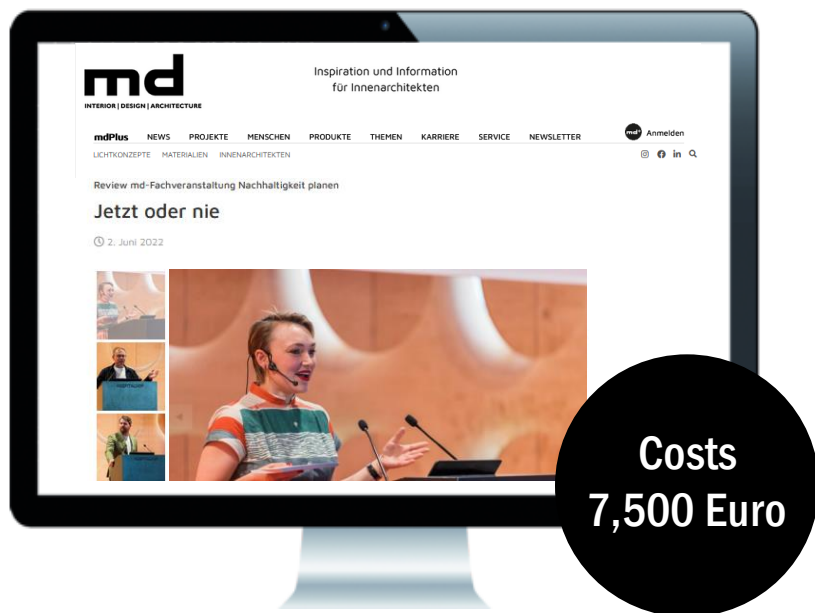 md
INTERIOR | DESIGN | ARCHITECTURE
Inspiration und Information
für Innenarchitekten
mdPlus NEWS PROJEKTE MENSCHEN PRODUKTE THEMEN KARRIERE SERVICE NEWSLETTER md+ Anmelden
LICHTKONZEPTE MATERIALIEN INNENARCHITEKTEN
Review md-Fachveranstaltung Nachhaltigkeit planen
Jetzt oder nie
2. Juni 2022
Costs
7,500 Euro